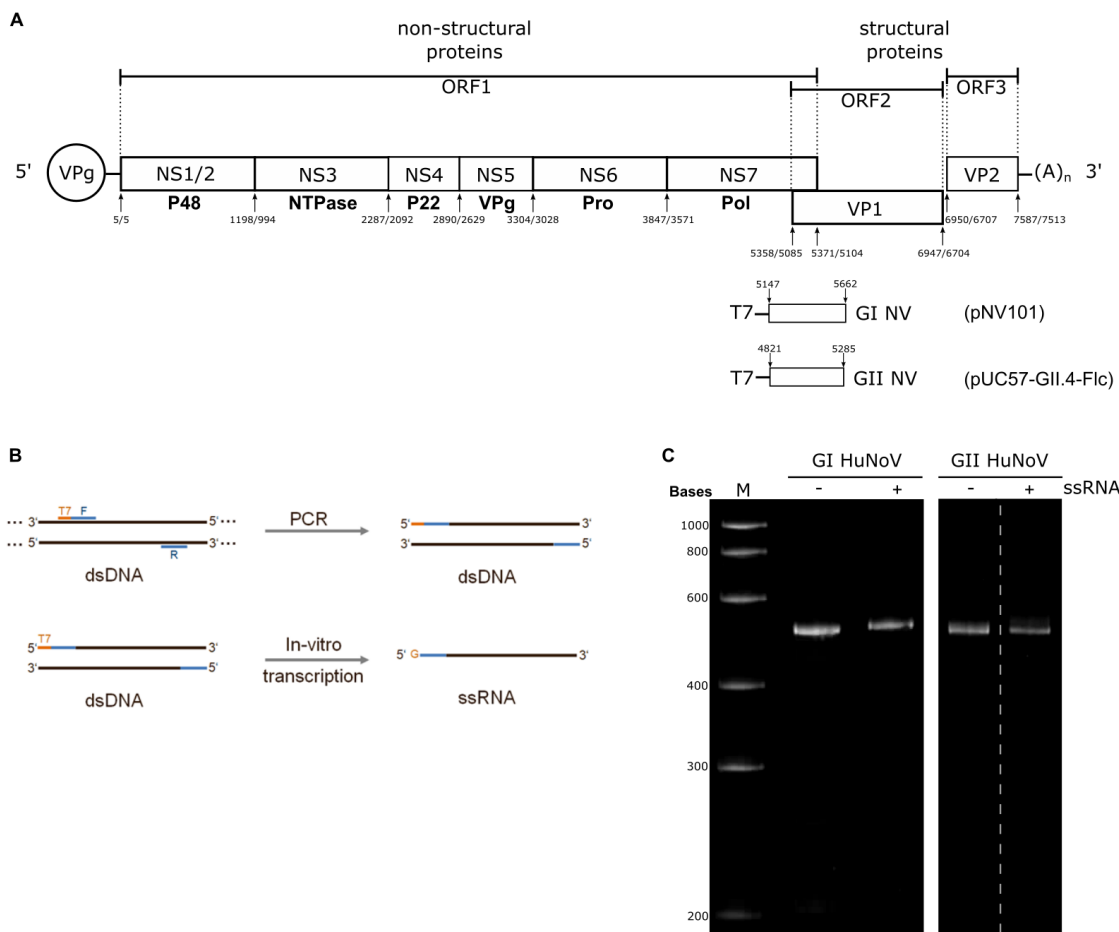 A
non-structural
proteins
structural
proteins
ORF1
ORF2
ORF3
5' VPg NS1/2 NS3 NS4 NS5 NS6 NS7 VP2 (A)n 3'
P48 NTPase P22 VPg Pro Pol VP1
5/5 1198/994 2287/2092 2890/2629 3304/3028 3847/3571 6950/6707 7587/7513
5358/5085 5371/5104 6947/6704
5147 5662
T7 GI NV (pNV101)
4821 5285
T7 GII NV (pUC57-GII.4-Flc)
B
T7 F
... 3' 5' ...
... 5' 3' ...
R
dsDNA
PCR
5' 3'
3' 5'
dsDNA
T7
5' 3'
3' 5'
dsDNA
In-vitro
transcription
5' G 3'
ssRNA
C
GI HuNoV GII HuNoV
Bases M - + - + ssRNA
1000
800
600
400
300
200